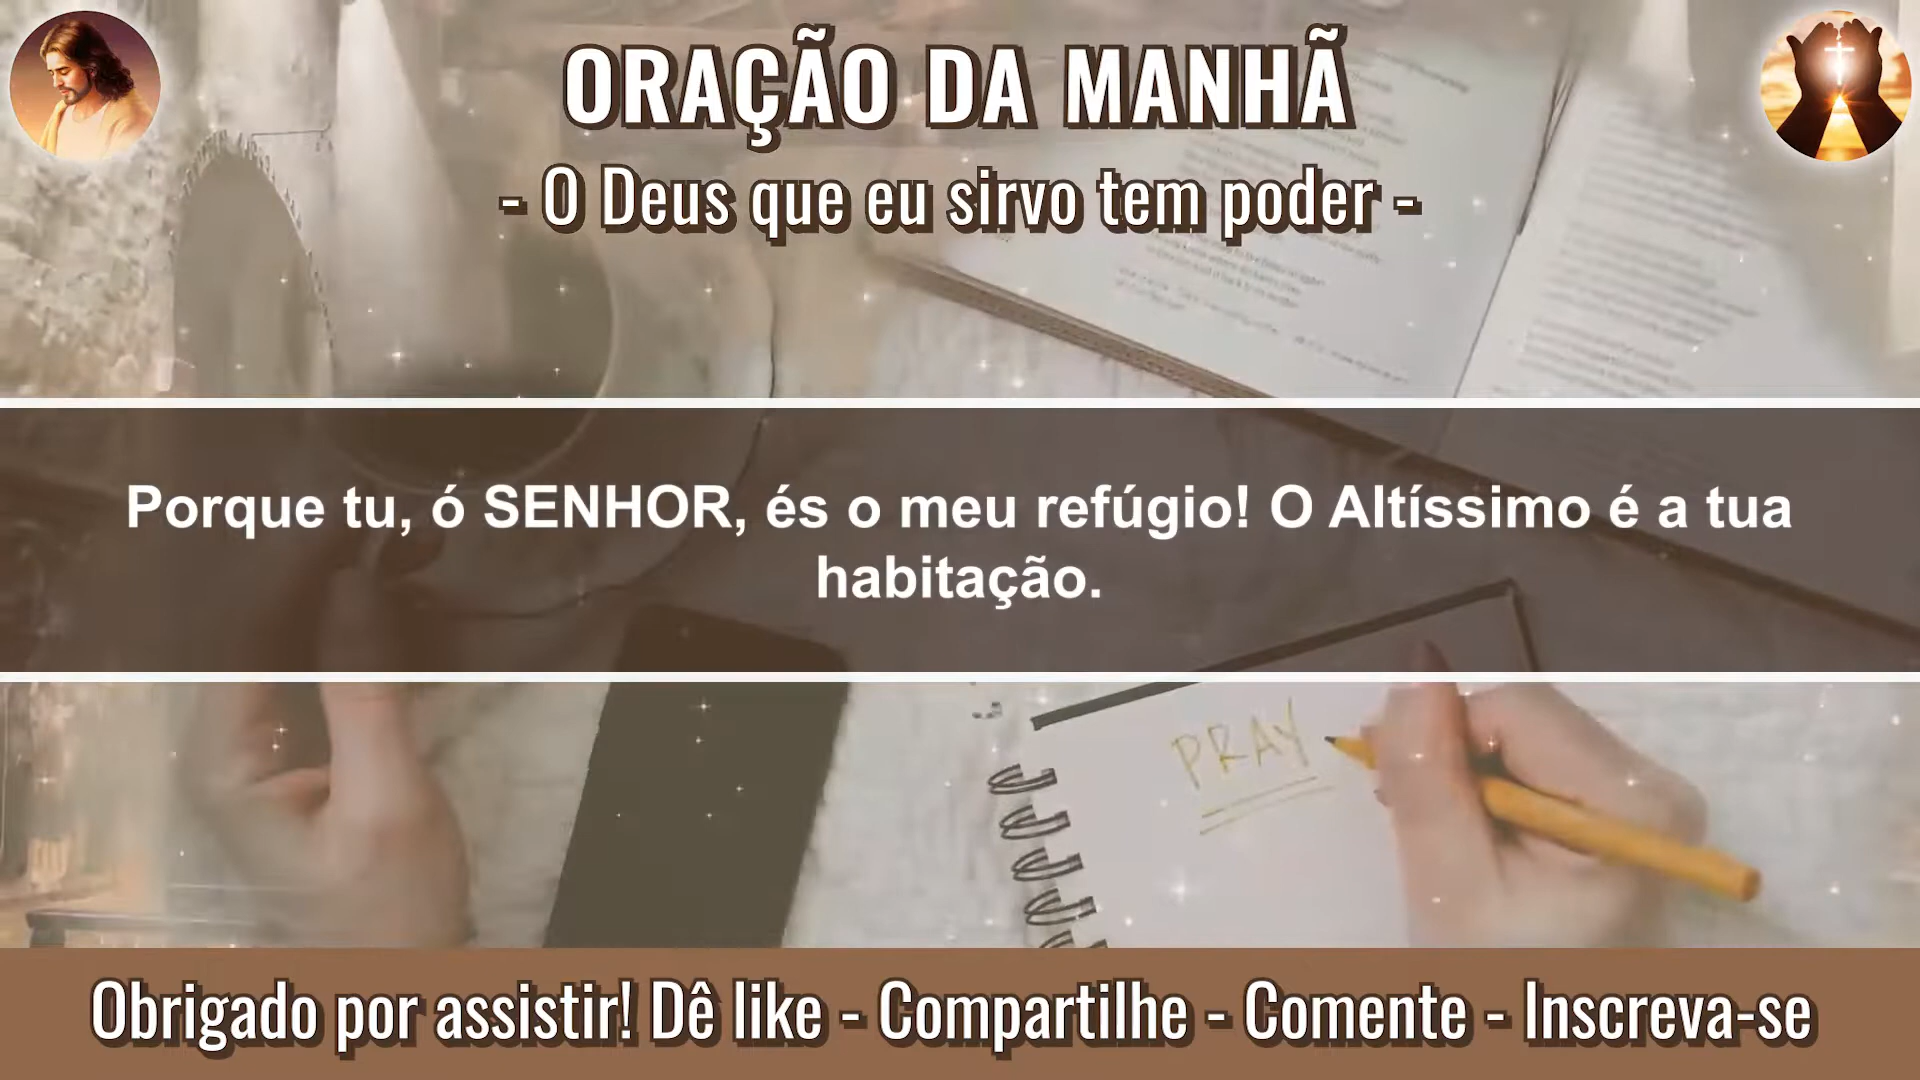 ORAÇÃO DA MANHÃ
- O Deus que eu sirvo tem poder -
Porque tu, ó SENHOR, és o meu refúgio! O Altíssimo é a tua
habitação.
PRAY
Obrigado por assistir! Dê like - Compartilhe - Comente - Inscreva-se